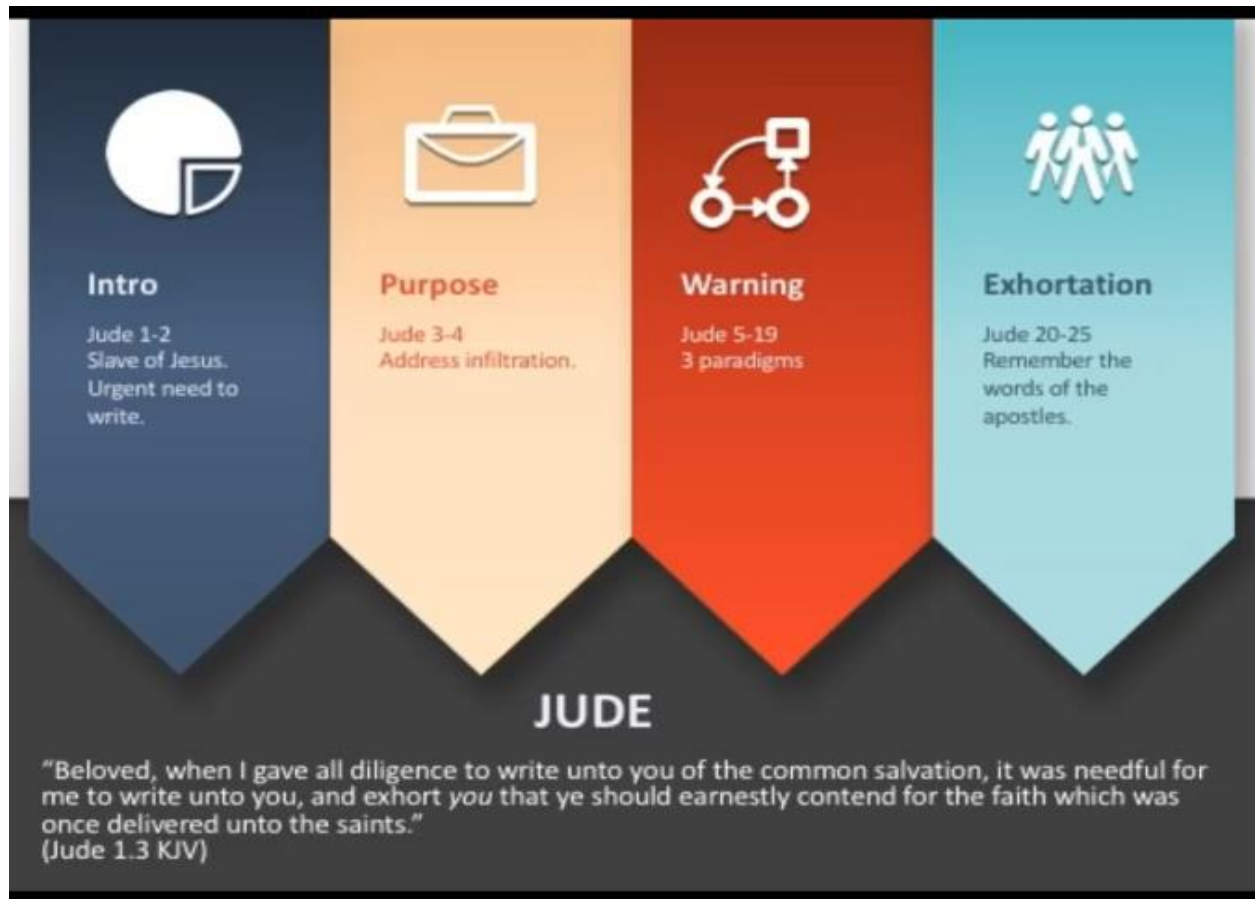 Intro
Jude 1-2
Slave of Jesus.
Urgent need to
write.
Purpose
Jude 3-4
Address infiltration.
Warning
Jude 5-19
3 paradigms
Exhortation
Jude 20-25
Remember the
words of the
apostles.
JUDE
“Beloved, when I gave all diligence to write unto you of the common salvation, it was needful for
me to write unto you, and exhort you that ye should earnestly contend for the faith which was
once delivered unto the saints.”
(Jude 1.3 KJV)